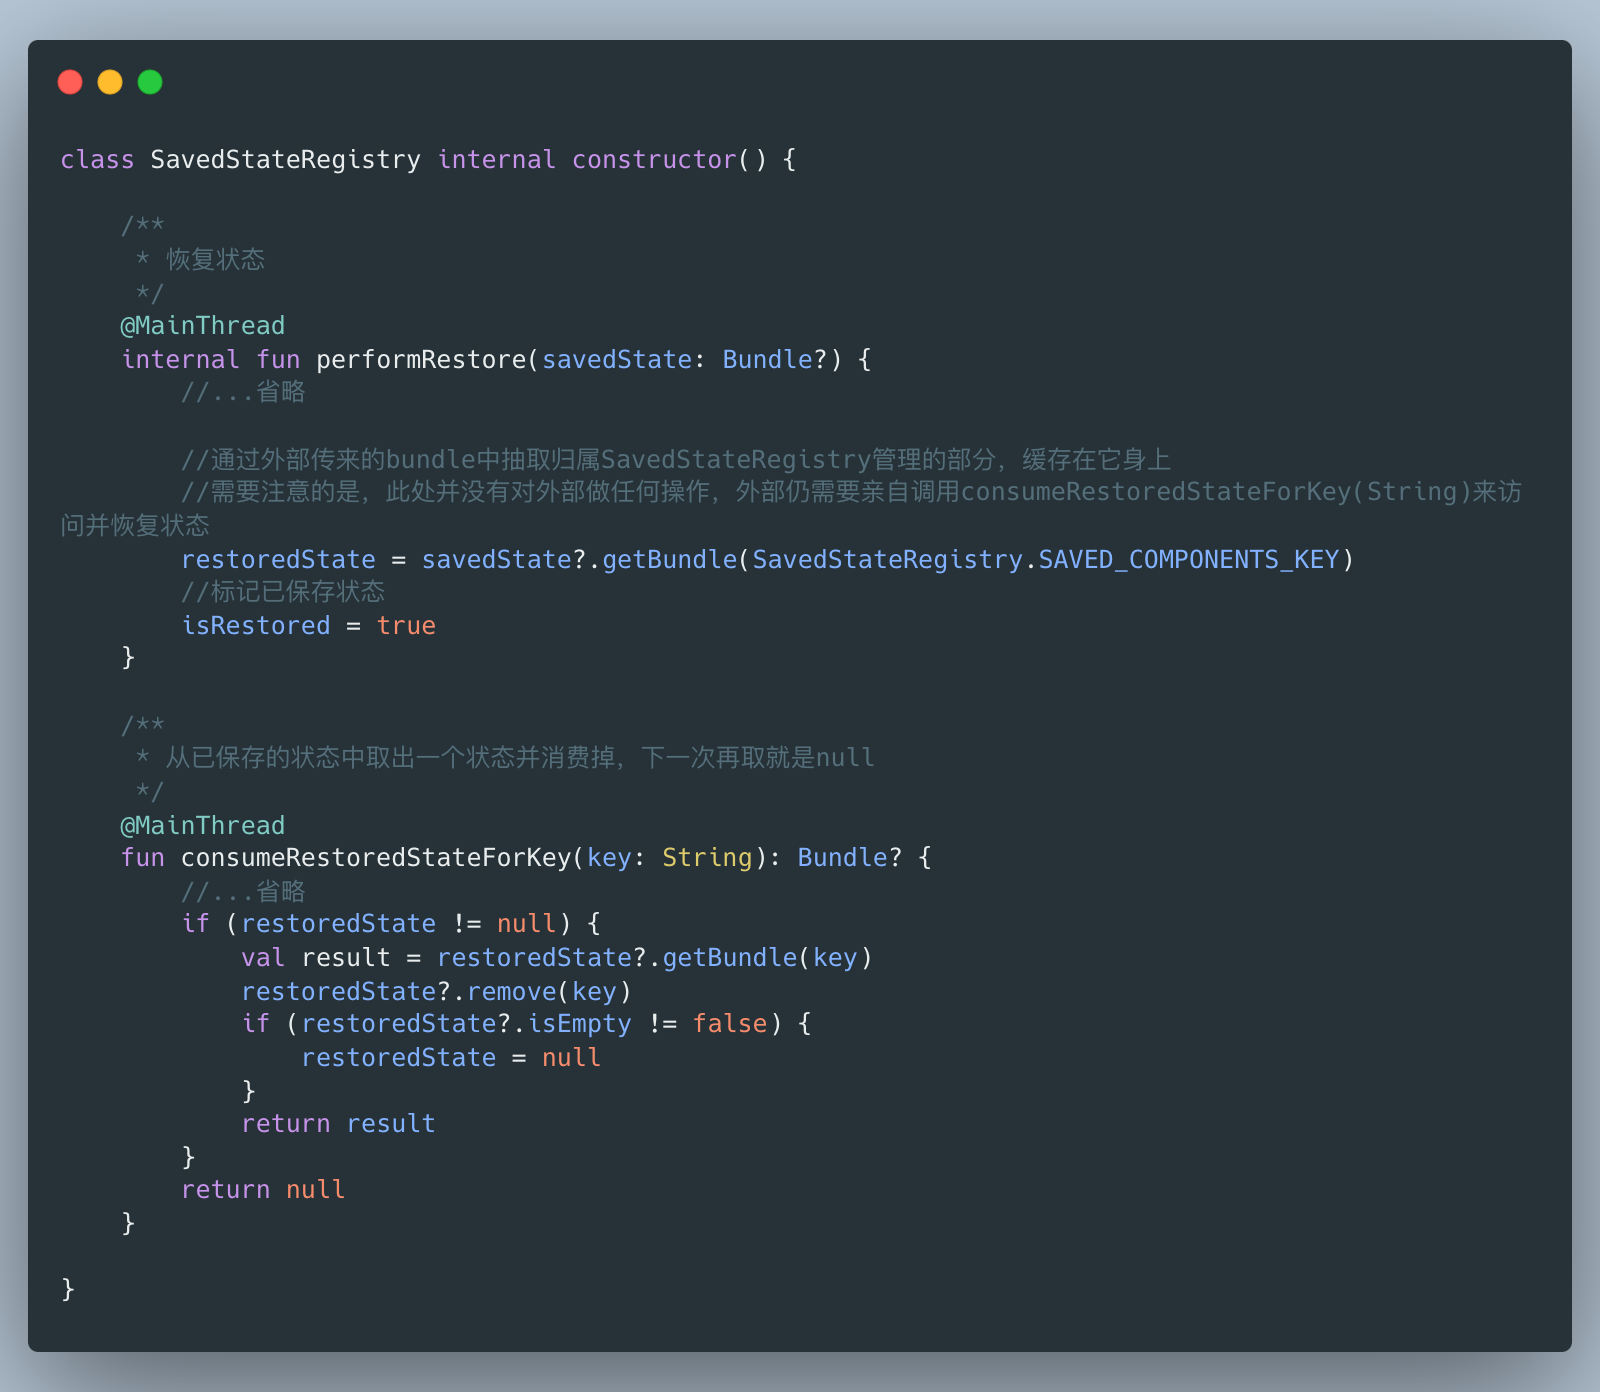 class SavedStateRegistry internal constructor() {
/**
* 恢复状态
*/
@MainThread
internal fun performRestore(savedState: Bundle?) {
//...省略
//通过外部传来的bundle中抽取归属SavedStateRegistry管理的部分，缓存在它身上
//需要注意的是，此处并没有对外部做任何操作，外部仍需要亲自调用consumeRestoredStateForKey(String)来访
问并恢复状态
restoredState = savedState?.getBundle(SavedStateRegistry.SAVED_COMPONENTS_KEY)
//标记已保存状态
isRestored = true
}
/**
* 从已保存的状态中取出一个状态并消费掉，下一次再取就是null
*/
@MainThread
fun consumeRestoredStateForKey(key: String): Bundle? {
//...省略
if (restoredState != null) {
val result = restoredState?.getBundle(key)
restoredState?.remove(key)
if (restoredState?.isEmpty != false) {
restoredState = null
}
return result
}
return null
}
}